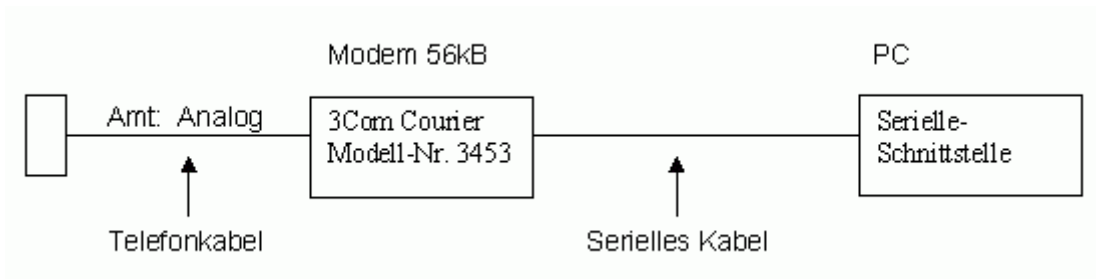 Modem 56kB
PC
Amt: Analog
3Com Courier
Modell-Nr. 3453
Serielle-
Schnittstelle
Telefonkabel
Serielles Kabel